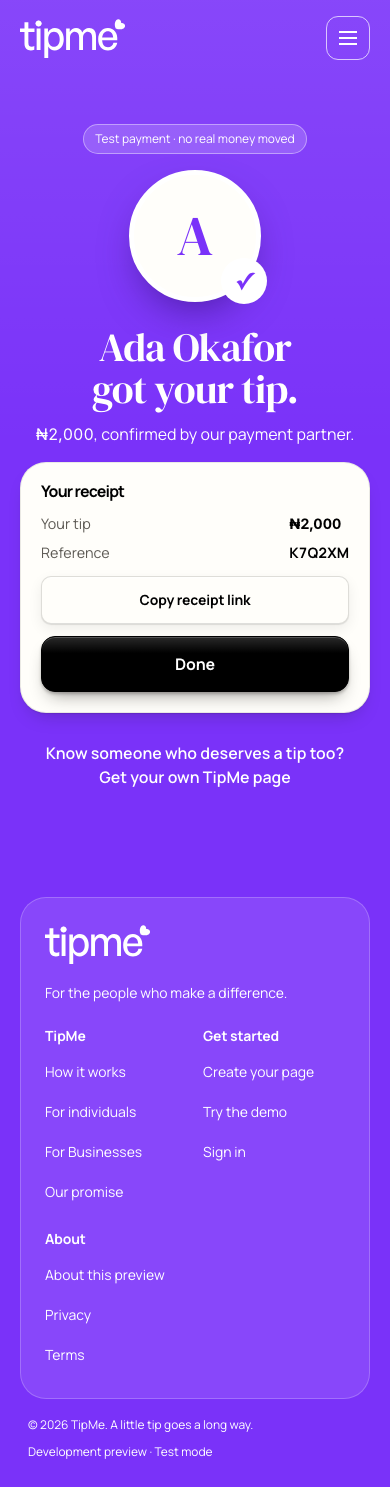 tipme
Test payment · no real money moved
A
Ada Okafor
got your tip.
₦2,000, confirmed by our payment partner.
Your receipt
Your tip ₦2,000
Reference K7Q2XM
Copy receipt link
Done
Know someone who deserves a tip too?
Get your own TipMe page
tipme
For the people who make a difference.
TipMe Get started
How it works Create your page
For individuals Try the demo
For Businesses Sign in
Our promise
About
About this preview
Privacy
Terms
© 2026 TipMe. A little tip goes a long way.
Development preview · Test mode